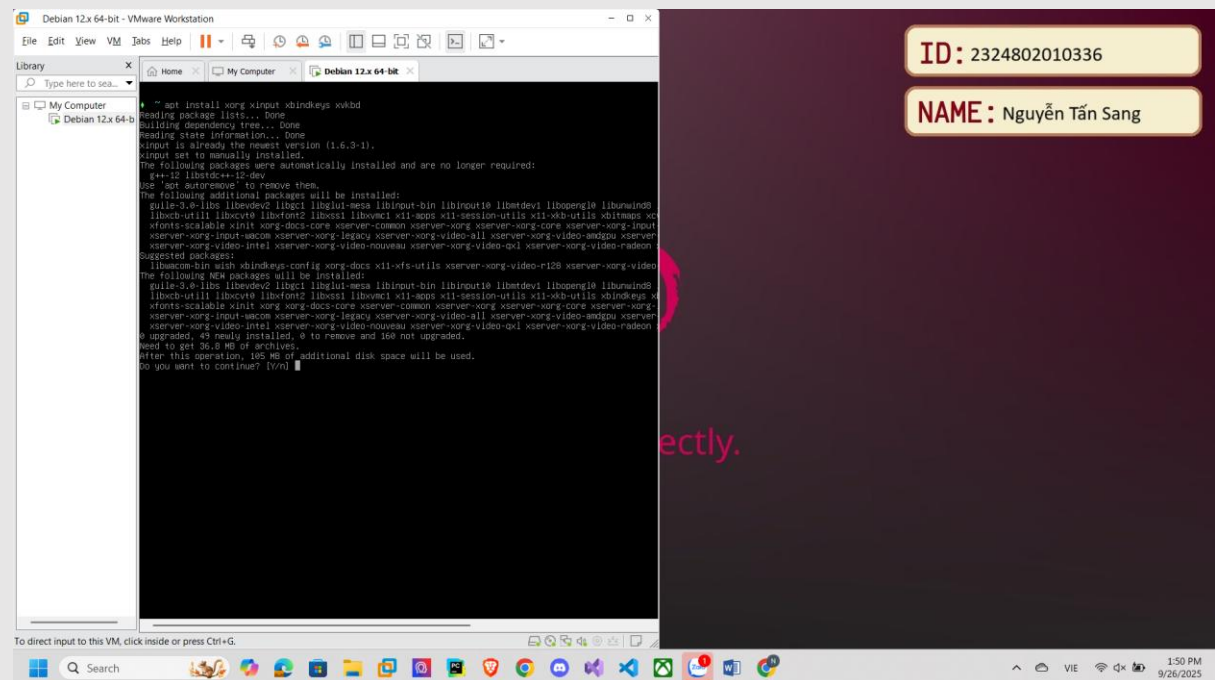 Debian 12.x 64-bit - VMware Workstation
File Edit View VM Tabs Help
Library
Type here to sea...
My Computer
Debian 12.x 64-b
Home
My Computer
Debian 12.x 64-bit
~ apt install xorg xinput xbindkeys xvkbd
Reading package lists... Done
Building dependency tree... Done
Reading state information... Done
xinput is already the newest version (1.6.3-1).
xinput set to manually installed.
The following packages were automatically installed and are no longer required:
g++-12 libstdc++-12-dev
Use 'apt autoremove' to remove them.
The following additional packages will be installed:
guile-3.0-libs libevdev2 libgc1 libglu1-mesa libinput-bin libinput10 libmtdev1 libopengl0 libunwind8
libxcb-util1 libxcvt0 libxfont2 libxss1 libxvmc1 x11-apps x11-session-utils x11-xkb-utils xbitmaps xcv
xfonts-scalable xinit xorg-docs-core xserver-common xserver-xorg xserver-xorg-core xserver-xorg-input
xserver-xorg-input-wacom xserver-xorg-legacy xserver-xorg-video-all xserver-xorg-video-amdgpu xserver
xserver-xorg-video-intel xserver-xorg-video-nouveau xserver-xorg-video-qxl xserver-xorg-video-radeon
Suggested packages:
libwacom-bin wish xbindkeys-config xorg-docs x11-xfs-utils xserver-xorg-video-r128 xserver-xorg-video
The following NEW packages will be installed:
guile-3.0-libs libevdev2 libgc1 libglu1-mesa libinput-bin libinput10 libmtdev1 libopengl0 libunwind8
libxcb-util1 libxcvt0 libxfont2 libxss1 libxvmc1 x11-apps x11-session-utils x11-xkb-utils xbindkeys
xfonts-scalable xinit xorg xorg-docs-core xserver-common xserver-xorg xserver-xorg-core xserver-xorg-
xserver-xorg-input-wacom xserver-xorg-legacy xserver-xorg-video-all xserver-xorg-video-amdgpu xserver
xserver-xorg-video-intel xserver-xorg-video-nouveau xserver-xorg-video-qxl xserver-xorg-video-radeon
0 upgraded, 49 newly installed, 0 to remove and 160 not upgraded.
Need to get 36.8 MB of archives.
After this operation, 105 MB of additional disk space will be used.
Do you want to continue? [Y/n]
To direct input to this VM, click inside or press Ctrl+G.
ID: 2324802010336
NAME: Nguyễn Tấn Sang
ectly.
Search
VIE
1:50 PM
9/26/2025